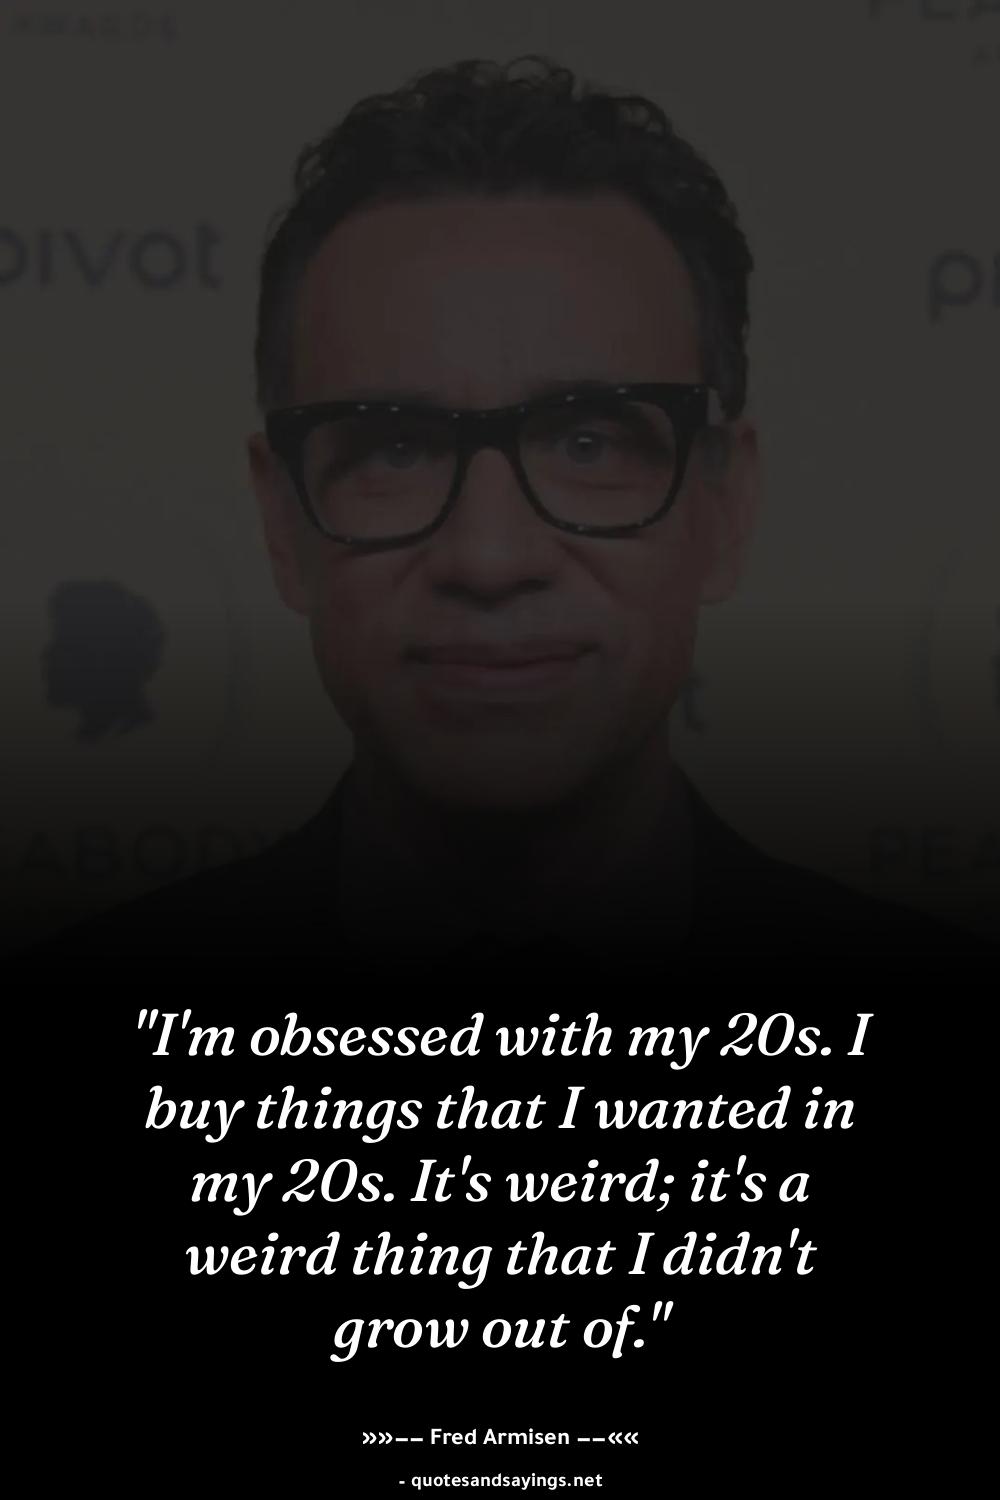 AWARDS
pivot
"I'm obsessed with my 20s. I
buy things that I wanted in
my 20s. It's weird; it's a
weird thing that I didn't
grow out of."
»»–– Fred Armisen ––««
- quotesandsayings.net